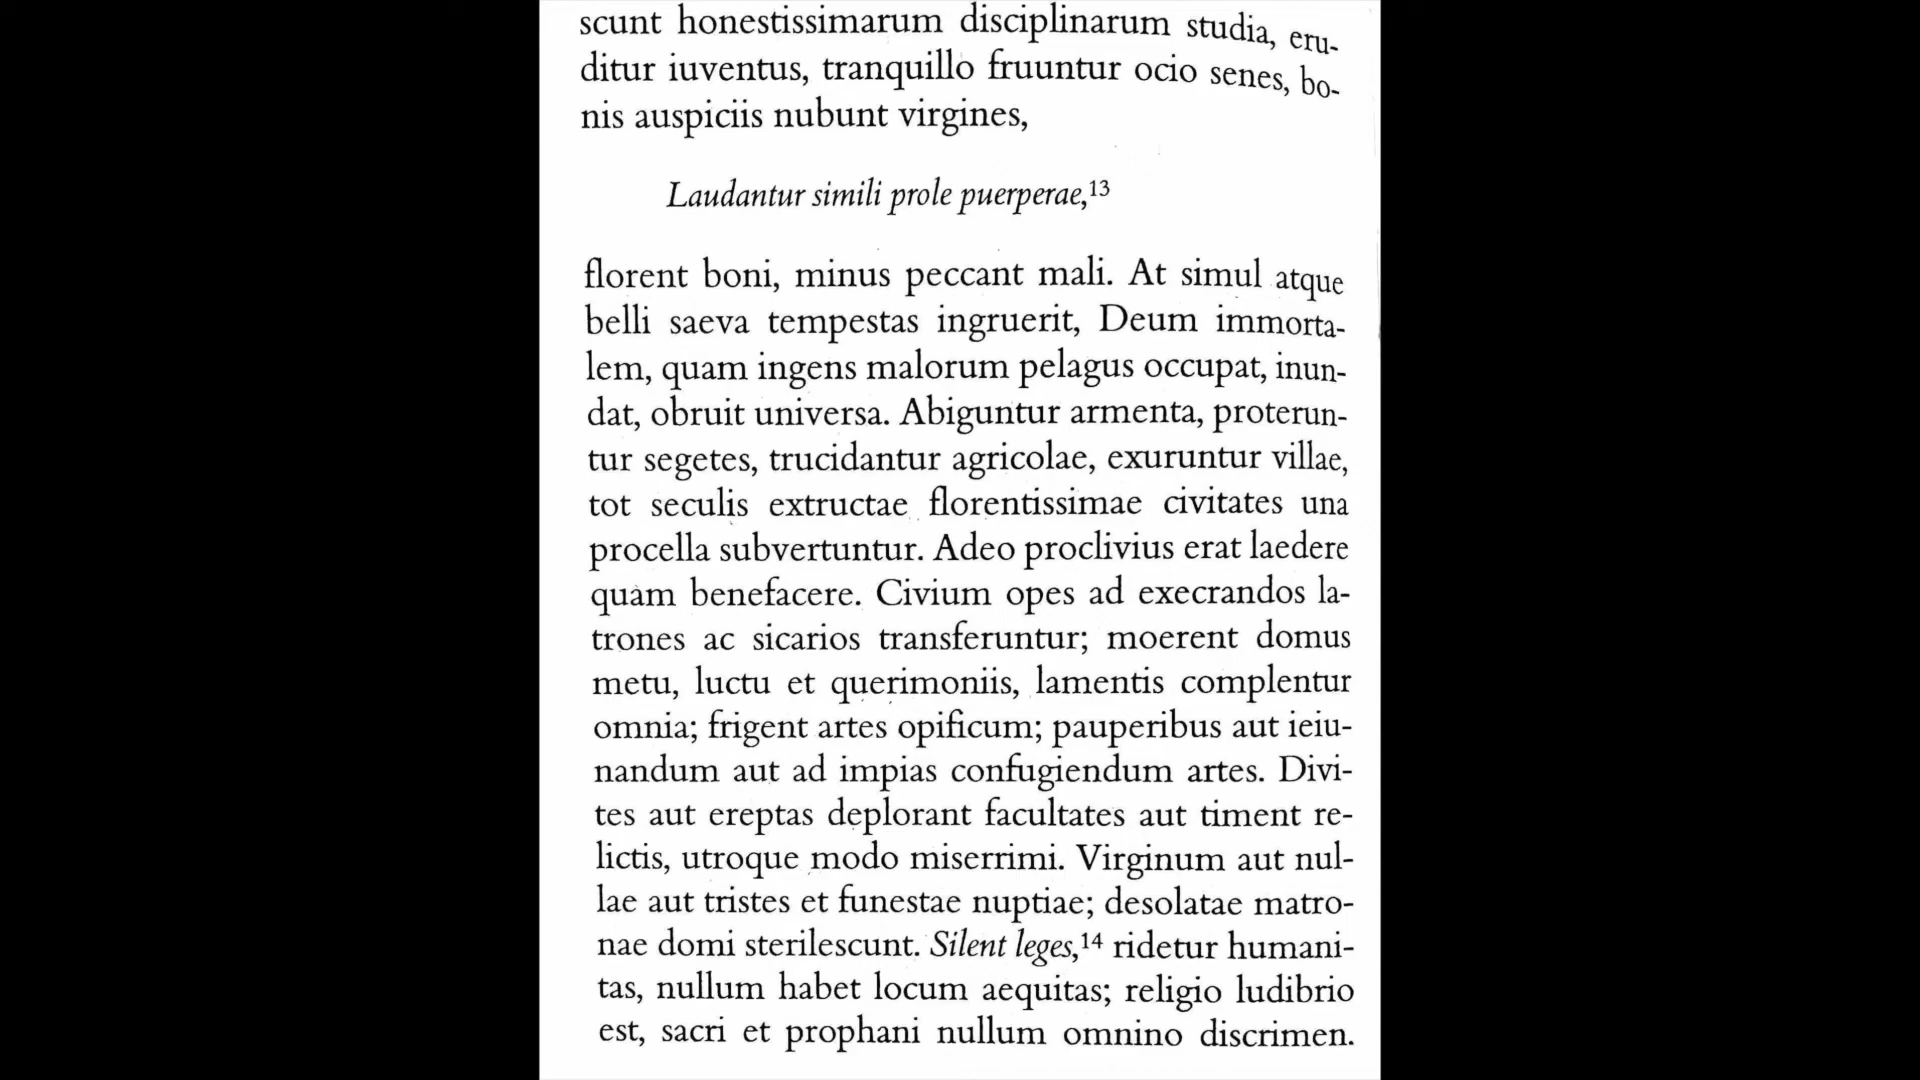 scunt honestissimarum disciplinarum studia, eru-
ditur iuventus, tranquillo fruuntur ocio senes, bo-
nis auspiciis nubunt virgines,
Laudantur simili prole puerperae,¹³
florent boni, minus peccant mali. At simul atque
belli saeva tempestas ingruerit, Deum immorta-
lem, quam ingens malorum pelagus occupat, inun-
dat, obruit universa. Abiguntur armenta, proterun-
tur segetes, trucidantur agricolae, exuruntur villae,
tot seculis extructae florentissimae civitates una
procella subvertuntur. Adeo proclivius erat laedere
quam benefacere. Civium opes ad execrandos la-
trones ac sicarios transferuntur; moerent domus
metu, luctu et querimoniis, lamentis complentur
omnia; frigent artes opificum; pauperibus aut ieiu-
nandum aut ad impias confugiendum artes. Divi-
tes aut ereptas deplorant facultates aut timent re-
lictis, utroque modo miserrimi. Virginum aut nul-
lae aut tristes et funestae nuptiae; desolatae matro-
nae domi sterilescunt. Silent leges,¹⁴ ridetur humani-
tas, nullum habet locum aequitas; religio ludibrio
est, sacri et prophani nullum omnino discrimen.